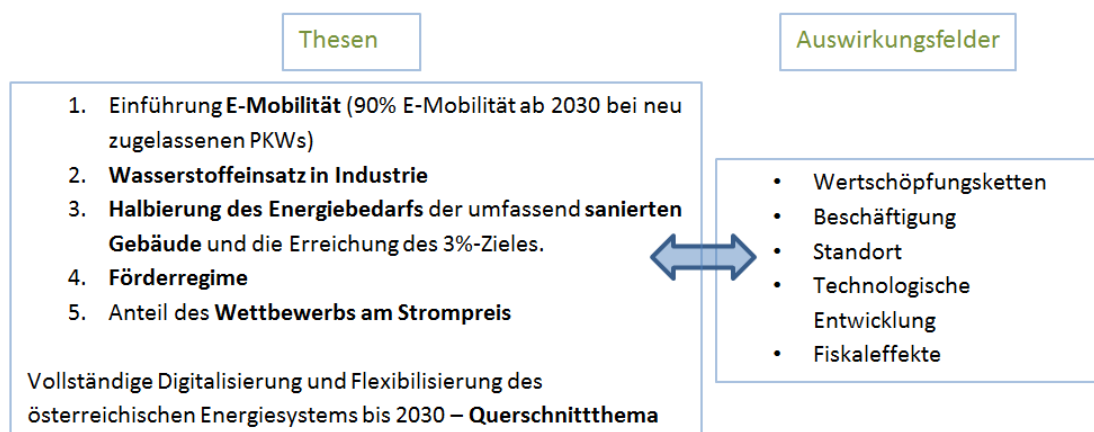 Thesen
1. Einführung E-Mobilität (90% E-Mobilität ab 2030 bei neu
zugelassenen PKWs)
2. Wasserstoffeinsatz in Industrie
3. Halbierung des Energiebedarfs der umfassend sanierten
Gebäude und die Erreichung des 3%-Zieles.
4. Förderregime
5. Anteil des Wettbewerbs am Strompreis
Vollständige Digitalisierung und Flexibilisierung des
österreichischen Energiesystems bis 2030 – Querschnittthema
Auswirkungsfelder
• Wertschöpfungsketten
• Beschäftigung
• Standort
• Technologische
Entwicklung
• Fiskaleffekte